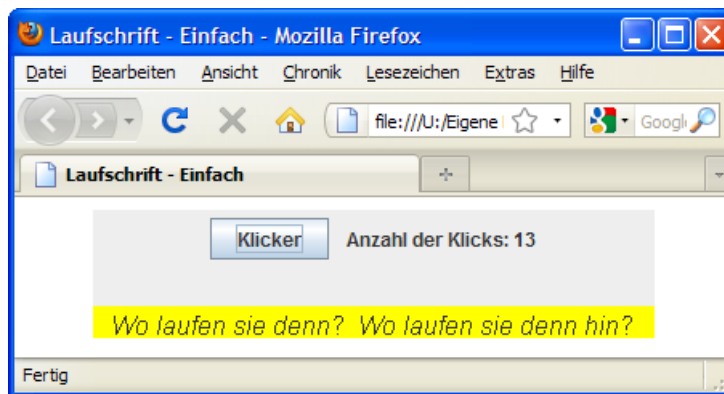 Laufschrift - Einfach - Mozilla Firefox
Datei Bearbeiten Ansicht Chronik Lesezeichen Extras Hilfe
file:///U:/Eigene Googl
Laufschrift - Einfach
Klicker Anzahl der Klicks: 13
Wo laufen sie denn? Wo laufen sie denn hin?
Fertig